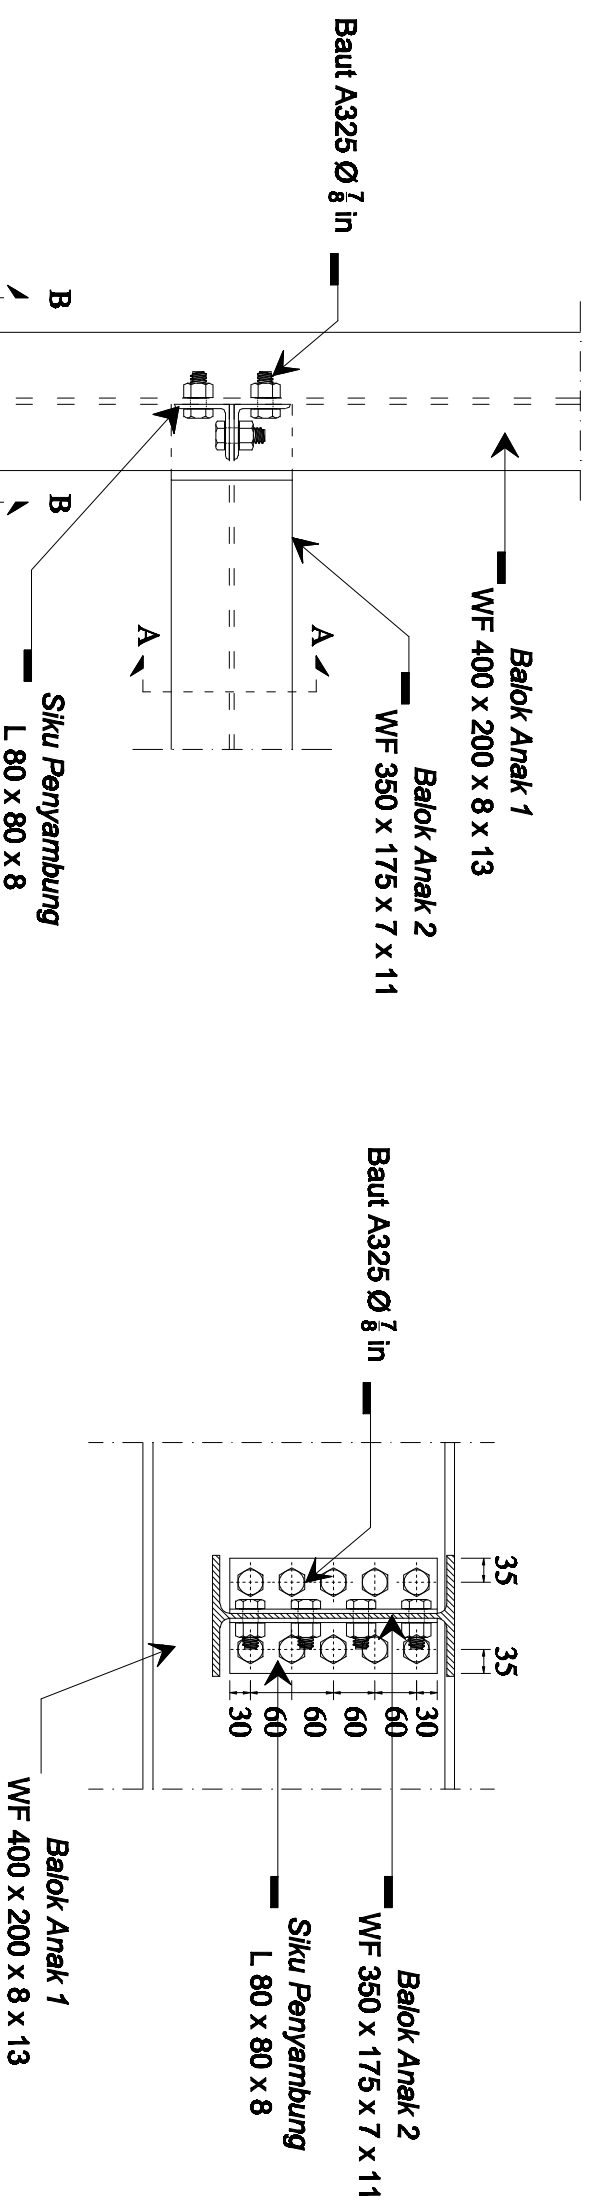 Baut A325 Ø 7/8 in
B
B
A
A
Balok Anak 1
WF 400 x 200 x 8 x 13
Balok Anak 2
WF 350 x 175 x 7 x 11
Siku Penyambung
L 80 x 80 x 8
Baut A325 Ø 7/8 in
35
35
30
60
60
60
60
30
Balok Anak 2
WF 350 x 175 x 7 x 11
Siku Penyambung
L 80 x 80 x 8
Balok Anak 1
WF 400 x 200 x 8 x 13